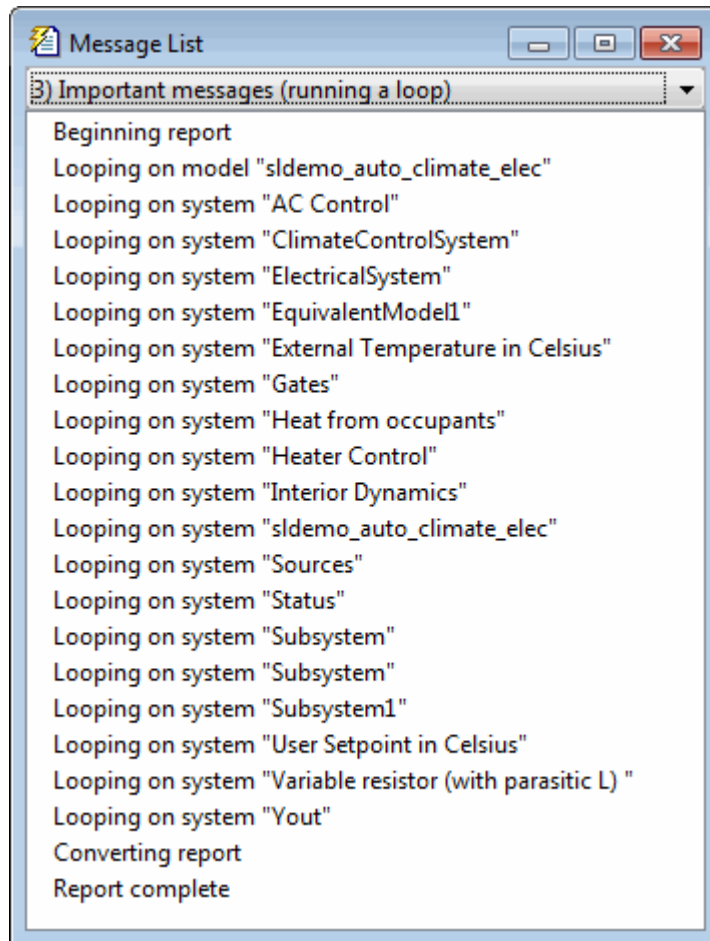 Message List
3) Important messages (running a loop)
Beginning report
Looping on model "sldemo_auto_climate_elec"
Looping on system "AC Control"
Looping on system "ClimateControlSystem"
Looping on system "ElectricalSystem"
Looping on system "EquivalentModel1"
Looping on system "External Temperature in Celsius"
Looping on system "Gates"
Looping on system "Heat from occupants"
Looping on system "Heater Control"
Looping on system "Interior Dynamics"
Looping on system "sldemo_auto_climate_elec"
Looping on system "Sources"
Looping on system "Status"
Looping on system "Subsystem"
Looping on system "Subsystem"
Looping on system "Subsystem1"
Looping on system "User Setpoint in Celsius"
Looping on system "Variable resistor (with parasitic L) "
Looping on system "Yout"
Converting report
Report complete